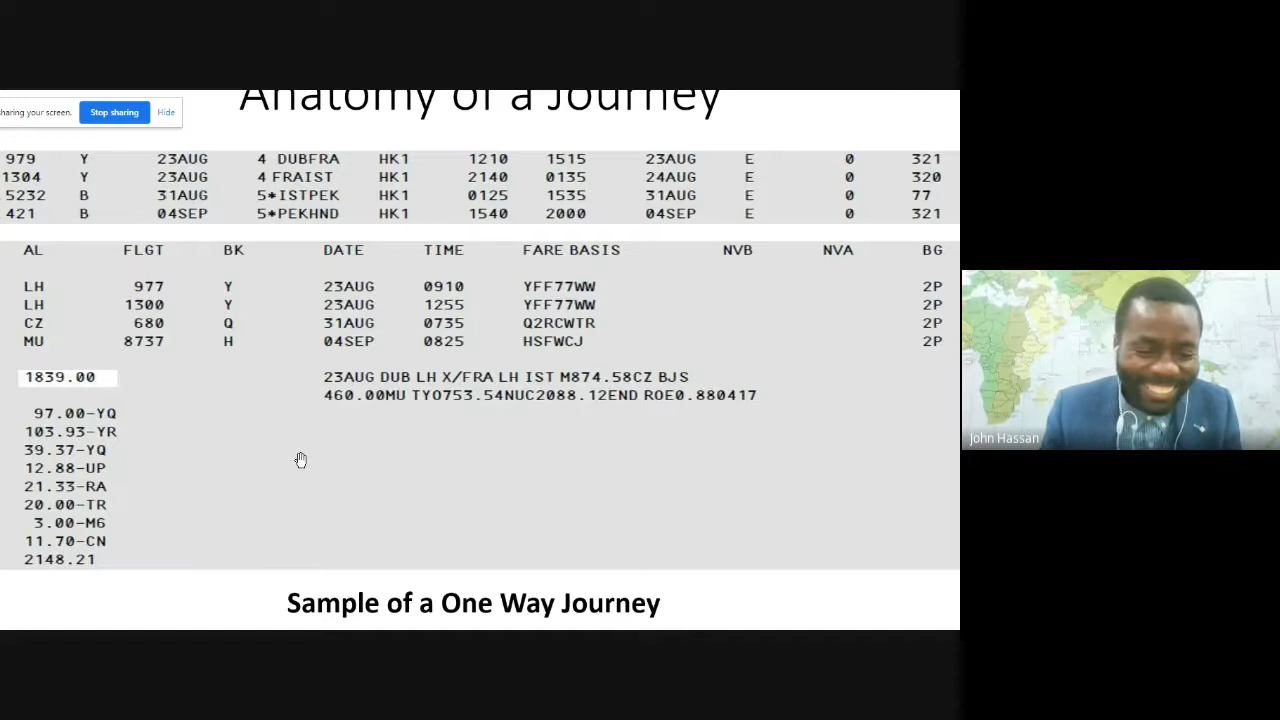 Anatomy of a Journey
sharing your screen. Stop sharing Hide
979 Y 23AUG 4 DUBFRA HK1 1210 1515 23AUG E 0 321
1304 Y 23AUG 4 FRAIST HK1 2140 0135 24AUG E 0 320
5232 B 31AUG 5*ISTPEK HK1 0125 1535 31AUG E 0 77
421 B 04SEP 5*PEKHND HK1 1540 2000 04SEP E 0 321
AL FLGT BK DATE TIME FARE BASIS NVB NVA BG
LH 977 Y 23AUG 0910 YFF77WW 2P
LH 1300 Y 23AUG 1255 YFF77WW 2P
CZ 680 Q 31AUG 0735 Q2RCWTR 2P
MU 8737 H 04SEP 0825 HSFWCJ 2P
1839.00 23AUG DUB LH X/FRA LH IST M874.58CZ BJS
460.00MU TYO753.54NUC2088.12END ROE0.880417
97.00-YQ
103.93-YR
39.37-YQ
12.88-UP
21.33-RA
20.00-TR
3.00-M6
11.70-CN
2148.21
Sample of a One Way Journey
John Hassan